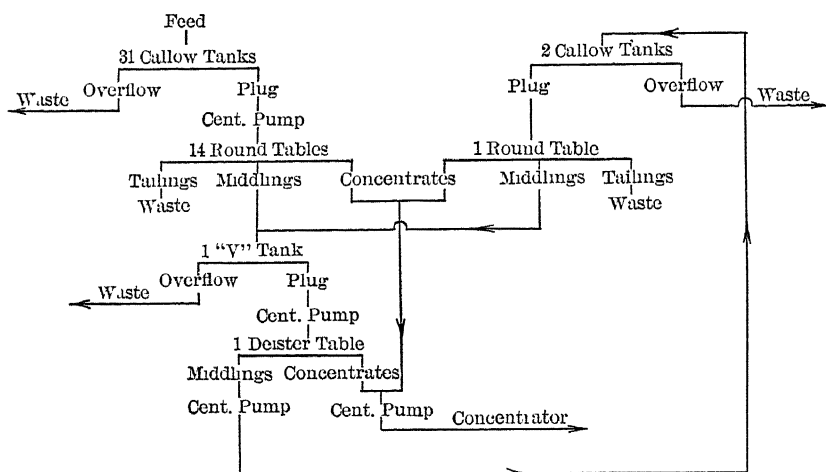 Feed
31 Callow Tanks
2 Callow Tanks
Waste
Overflow
Plug
Plug
Overflow
Waste
Cent. Pump
14 Round Tables
1 Round Table
Tailings
Middlings
Concentrates
Middlings
Tailings
Waste
Waste
1 "V" Tank
Overflow
Plug
Waste
Cent. Pump
1 Deister Table
Middlings
Concentrates
Cent. Pump
Cent. Pump
Concentrator